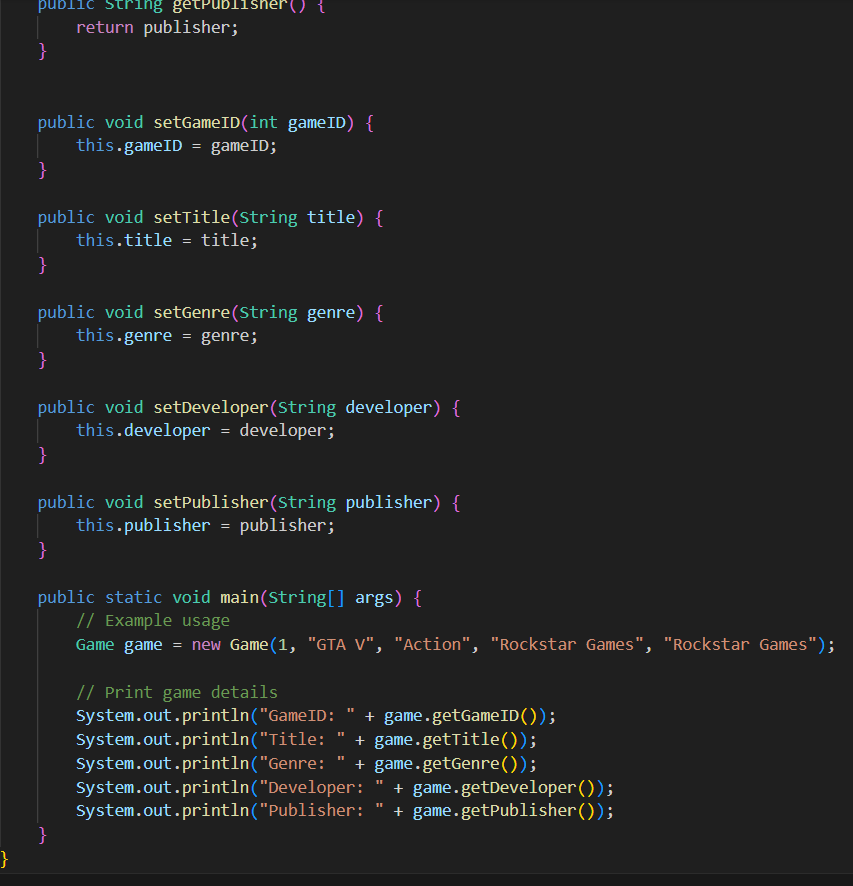 public String getPublisher() {
return publisher;
}
public void setGameID(int gameID) {
this.gameID = gameID;
}
public void setTitle(String title) {
this.title = title;
}
public void setGenre(String genre) {
this.genre = genre;
}
public void setDeveloper(String developer) {
this.developer = developer;
}
public void setPublisher(String publisher) {
this.publisher = publisher;
}
public static void main(String[] args) {
// Example usage
Game game = new Game(1, "GTA V", "Action", "Rockstar Games", "Rockstar Games");
// Print game details
System.out.println("GameID: " + game.getGameID());
System.out.println("Title: " + game.getTitle());
System.out.println("Genre: " + game.getGenre());
System.out.println("Developer: " + game.getDeveloper());
System.out.println("Publisher: " + game.getPublisher());
}
}